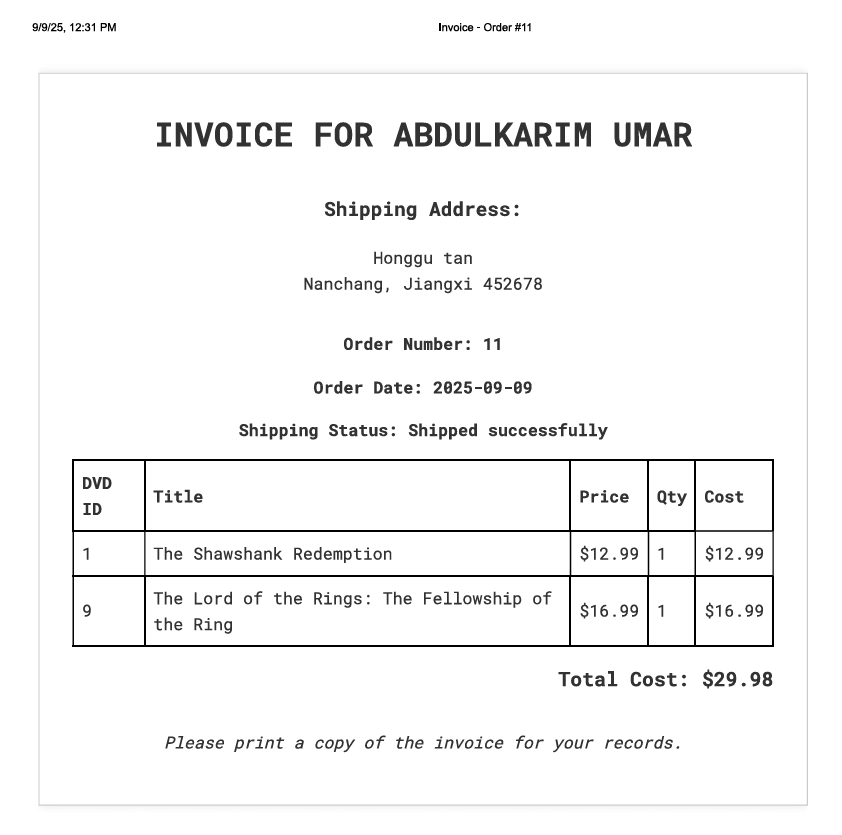 9/9/25, 12:31 PM Invoice - Order #11
INVOICE FOR ABDULKARIM UMAR
Shipping Address:
Honggu tan
Nanchang, Jiangxi 452678
Order Number: 11
Order Date: 2025-09-09
Shipping Status: Shipped successfully
DVD ID Title Price Qty Cost
1 The Shawshank Redemption $12.99 1 $12.99
9 The Lord of the Rings: The Fellowship of the Ring $16.99 1 $16.99
Total Cost: $29.98
Please print a copy of the invoice for your records.